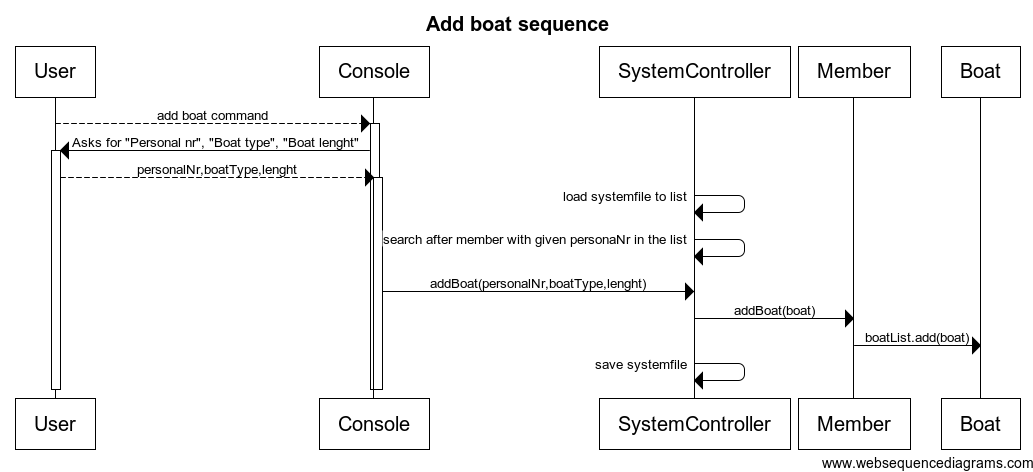 Add boat sequence
User Console SystemController Member Boat
add boat command
Asks for "Personal nr", "Boat type", "Boat lenght"
personalNr,boatType,lenght
load systemfile to list
search after member with given personaNr in the list
addBoat(personalNr,boatType,lenght)
addBoat(boat)
boatList.add(boat)
save systemfile
User Console SystemController Member Boat
www.websequencediagrams.com